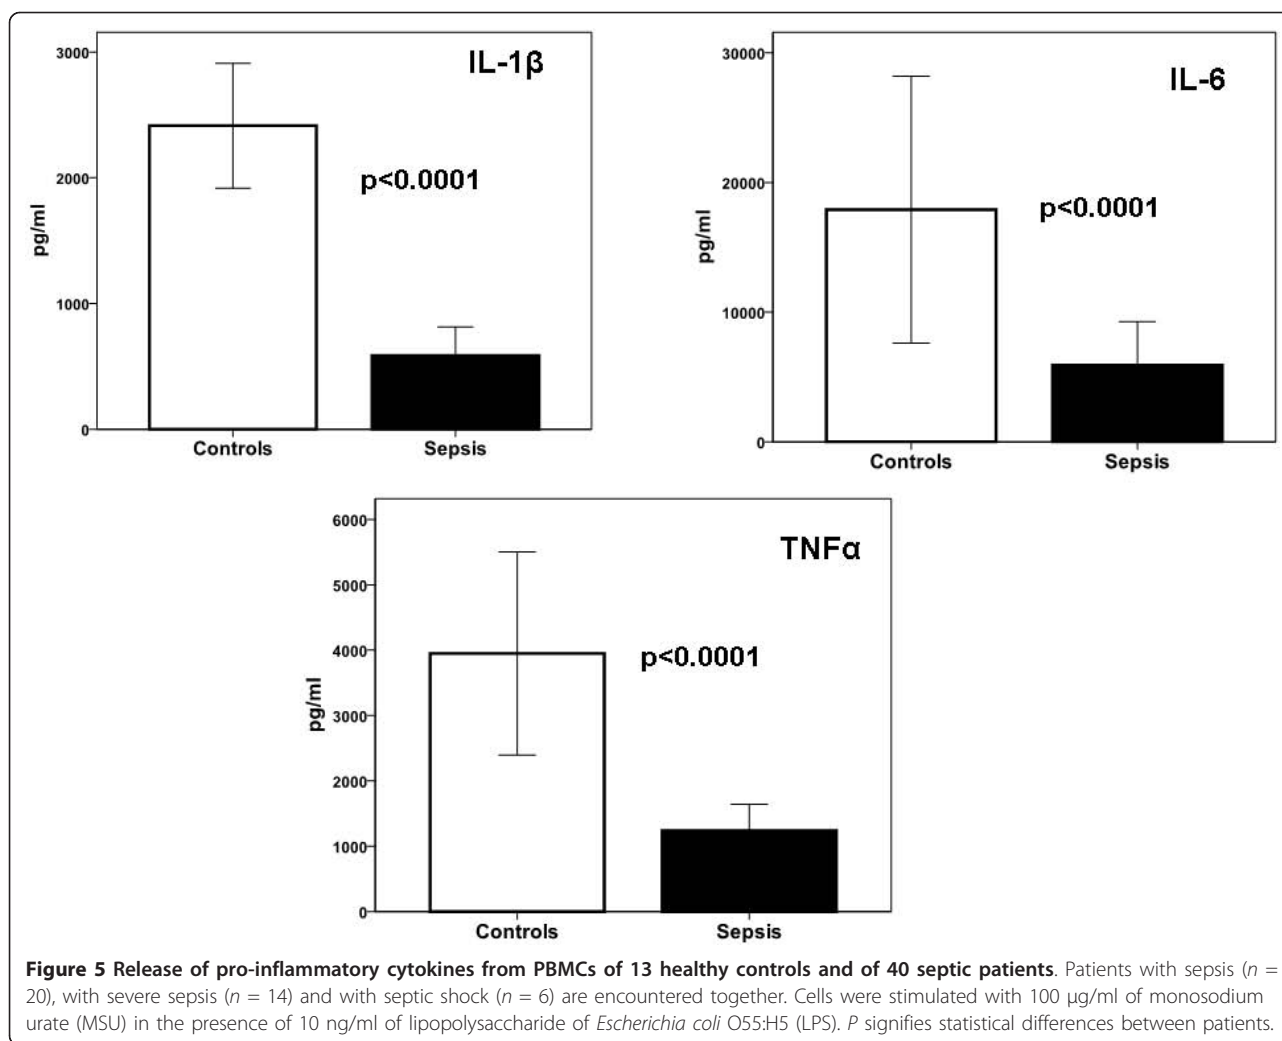 IL-1β
3000
2000
1000
0
pg/ml
p<0.0001
Controls
Sepsis
IL-6
30000
20000
10000
0
pg/ml
p<0.0001
Controls
Sepsis
TNFα
6000
5000
4000
3000
2000
1000
0
pg/ml
p<0.0001
Controls
Sepsis
Figure 5 Release of pro-inflammatory cytokines from PBMCs of 13 healthy controls and of 40 septic patients. Patients with sepsis (n =
20), with severe sepsis (n = 14) and with septic shock (n = 6) are encountered together. Cells were stimulated with 100 μg/ml of monosodium
urate (MSU) in the presence of 10 ng/ml of lipopolysaccharide of Escherichia coli O55:H5 (LPS). P signifies statistical differences between patients.